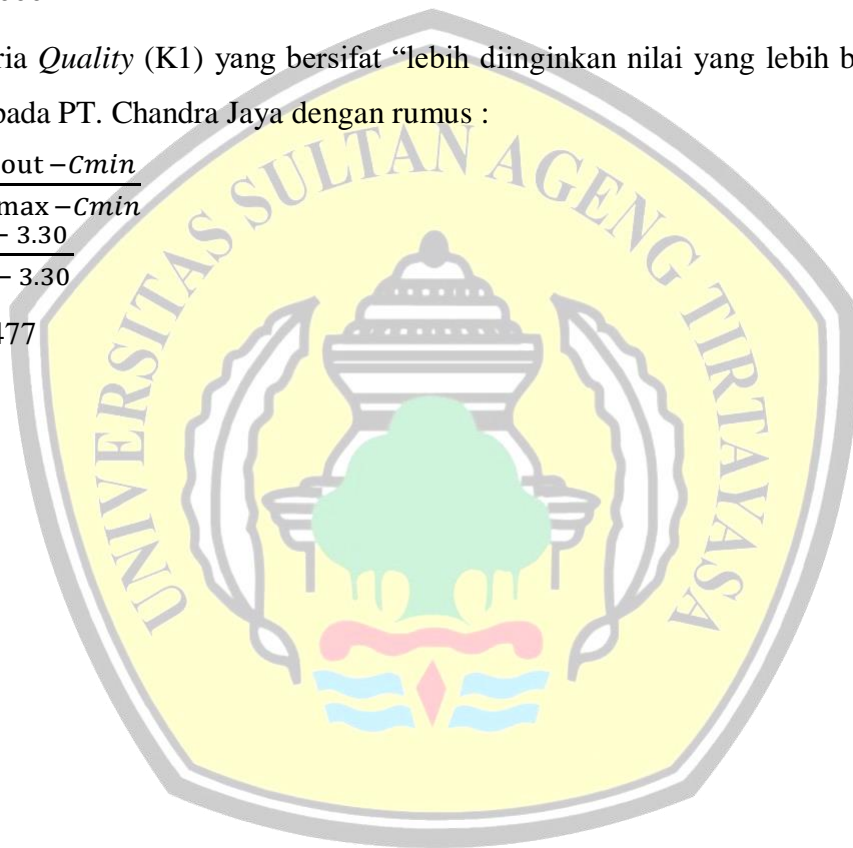 ria Quality (K1) yang bersifat “lebih diinginkan nilai yang lebih b
pada PT. Chandra Jaya dengan rumus :
out −Cmin
max −Cmin
− 3.30
− 3.30
477
UNIVERSITAS SULTAN AGENG TIRTAYASA